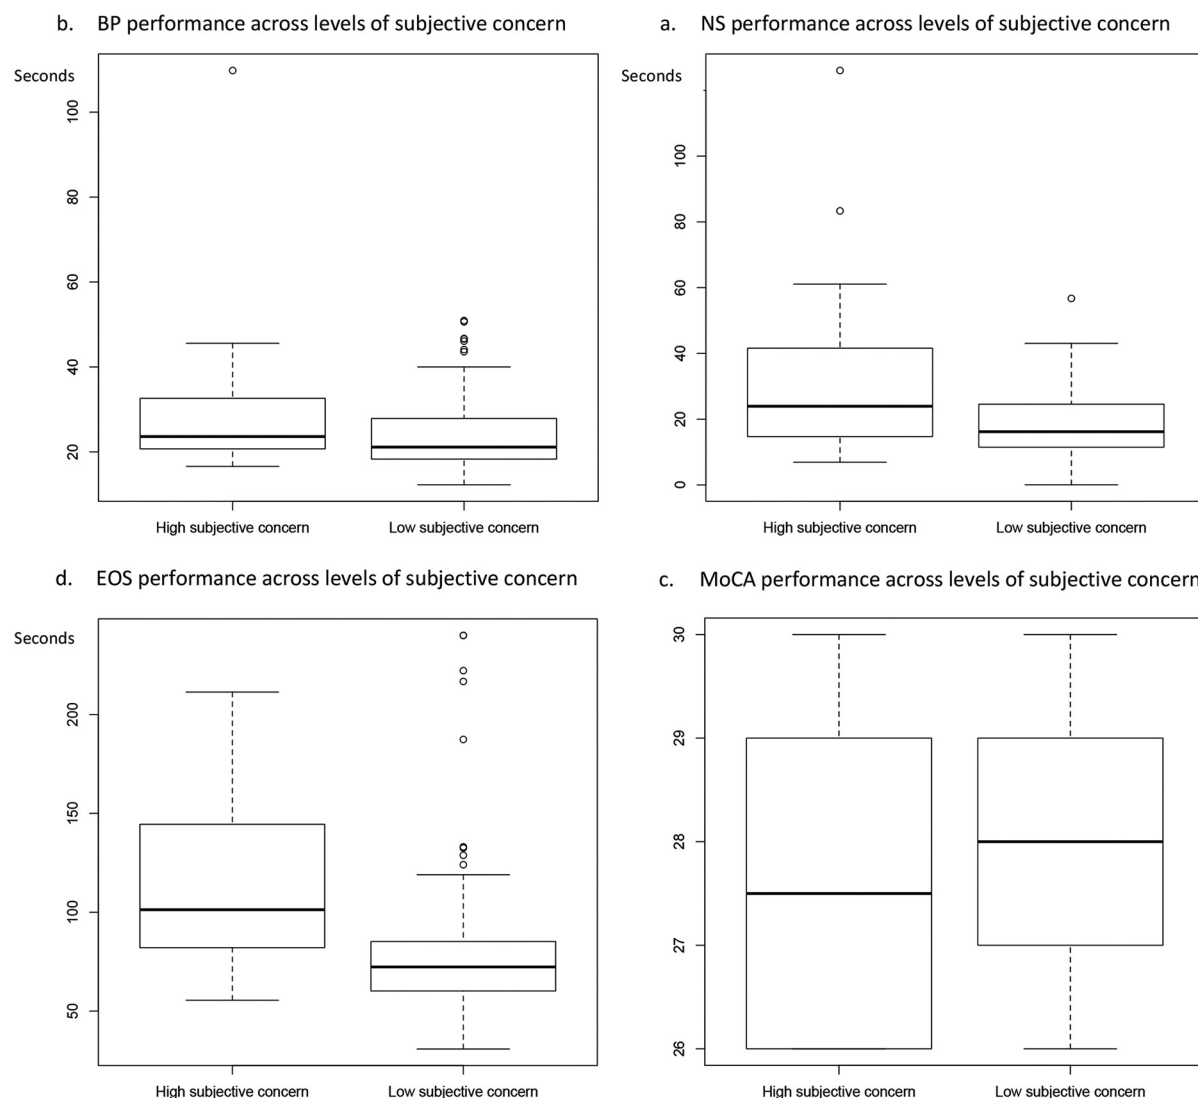 b. BP performance across levels of subjective concern
Seconds
100
80
60
40
20
High subjective concern Low subjective concern
a. NS performance across levels of subjective concern
Seconds
100
80
60
40
20
0
High subjective concern Low subjective concern
d. EOS performance across levels of subjective concern
Seconds
200
150
100
50
High subjective concern Low subjective concern
c. MoCA performance across levels of subjective concern
30
29
28
27
26
High subjective concern Low subjective concern